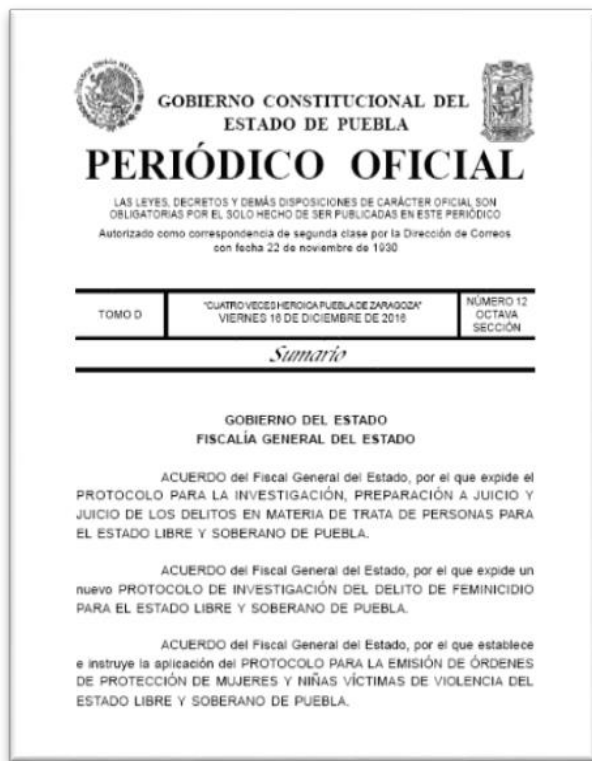 GOBIERNO CONSTITUCIONAL DEL
ESTADO DE PUEBLA
PERIÓDICO OFICIAL
LAS LEYES, DECRETOS Y DEMÁS DISPOSICIONES DE CARÁCTER OFICIAL SON
OBLIGATORIAS POR EL SOLO HECHO DE SER PUBLICADAS EN ESTE PERIÓDICO
Autorizado como correspondencia de segunda clase por la Dirección de Correos
con fecha 22 de noviembre de 1930
TOMO D
"CUATRO VECES HEROICA PUEBLA DE ZARAGOZA"
VIERNES 16 DE DICIEMBRE DE 2016
NÚMERO 12
OCTAVA
SECCIÓN
Sumario
GOBIERNO DEL ESTADO
FISCALÍA GENERAL DEL ESTADO
ACUERDO del Fiscal General del Estado, por el que expide el
PROTOCOLO PARA LA INVESTIGACIÓN, PREPARACIÓN A JUICIO Y
JUICIO DE LOS DELITOS EN MATERIA DE TRATA DE PERSONAS PARA
EL ESTADO LIBRE Y SOBERANO DE PUEBLA.
ACUERDO del Fiscal General del Estado, por el que expide un
nuevo PROTOCOLO DE INVESTIGACIÓN DEL DELITO DE FEMINICIDIO
PARA EL ESTADO LIBRE Y SOBERANO DE PUEBLA.
ACUERDO del Fiscal General del Estado, por el que establece
e instruye la aplicación del PROTOCOLO PARA LA EMISIÓN DE ÓRDENES
DE PROTECCIÓN DE MUJERES Y NIÑAS VÍCTIMAS DE VIOLENCIA DEL
ESTADO LIBRE Y SOBERANO DE PUEBLA.